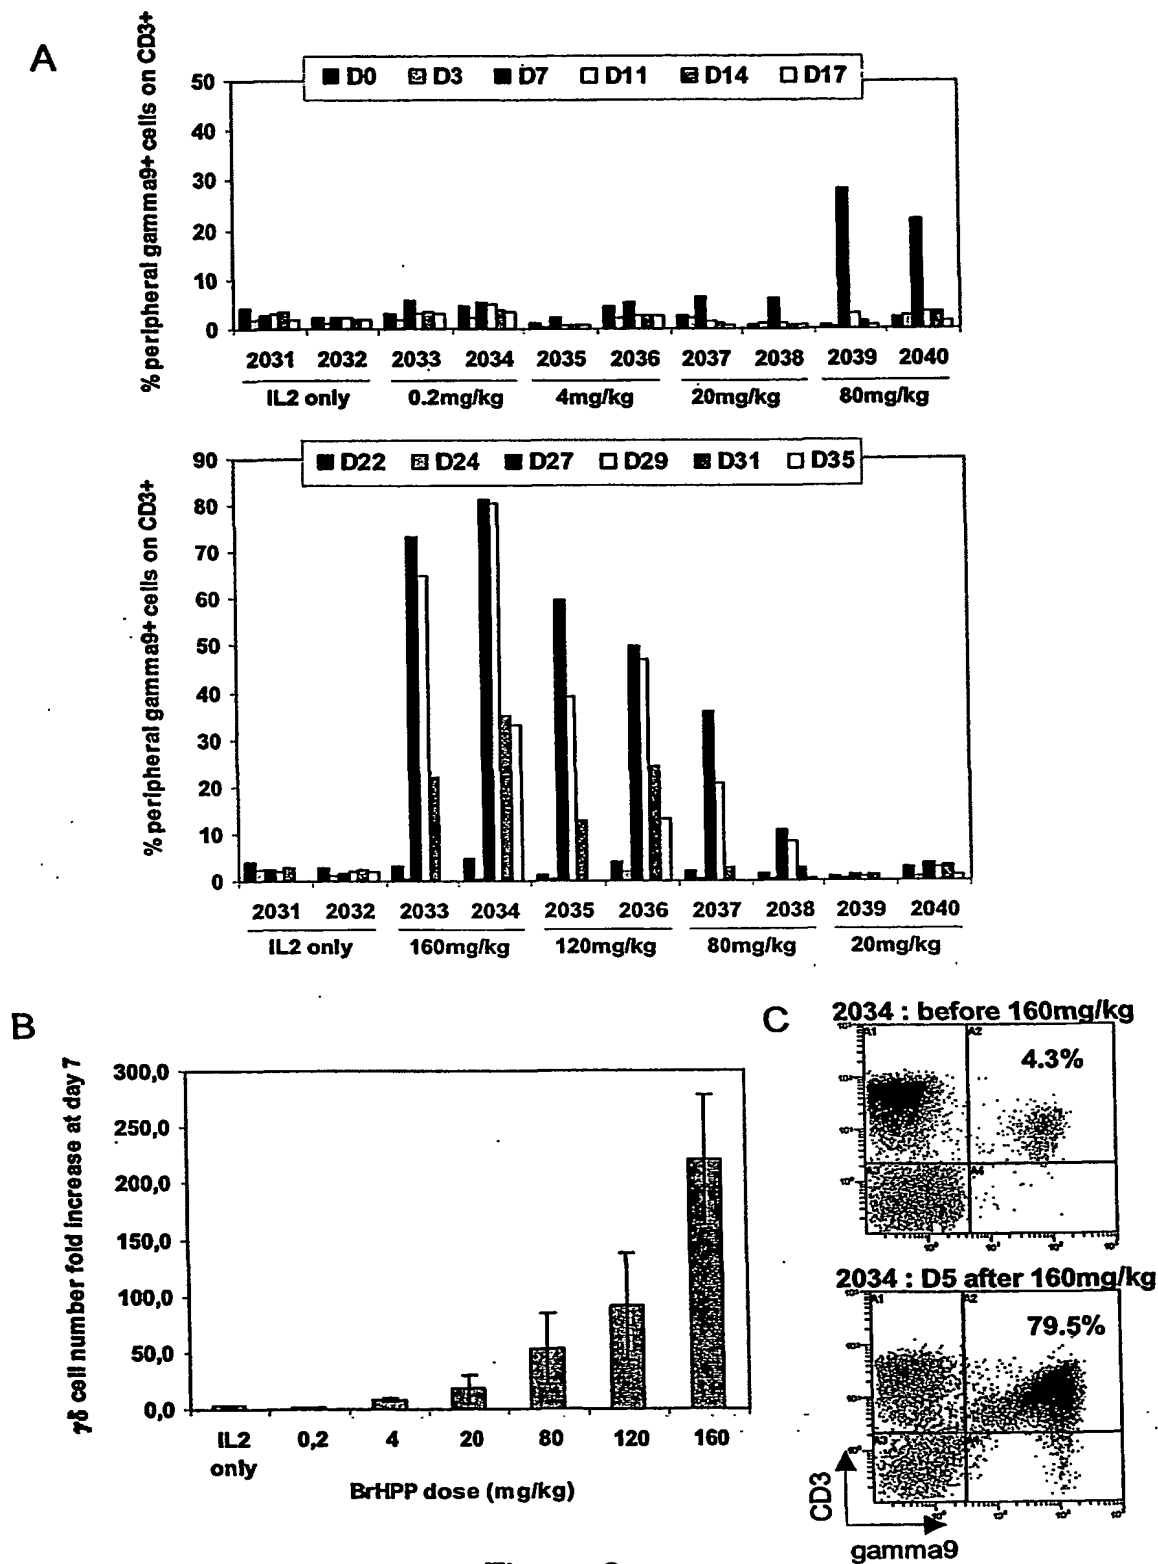 A
% peripheral gamma9+ cells on CD3+
D0 D3 D7 D11 D14 D17
50
40
30
20
10
0
2031 2032 2033 2034 2035 2036 2037 2038 2039 2040
IL2 only 0.2mg/kg 4mg/kg 20mg/kg 80mg/kg
% peripheral gamma9+ cells on CD3+
D22 D24 D27 D29 D31 D35
90
80
70
60
50
40
30
20
10
0
2031 2032 2033 2034 2035 2036 2037 2038 2039 2040
IL2 only 160mg/kg 120mg/kg 80mg/kg 20mg/kg
B
γδ cell number fold increase at day 7
300,0
250,0
200,0
150,0
100,0
50,0
0,0
IL2 only 0,2 4 20 80 120 160
BrHPP dose (mg/kg)
C
2034 : before 160mg/kg
A1 A2
4.3%
A4
2034 : D5 after 160mg/kg
A1 A2
79.5%
CD3
gamma9